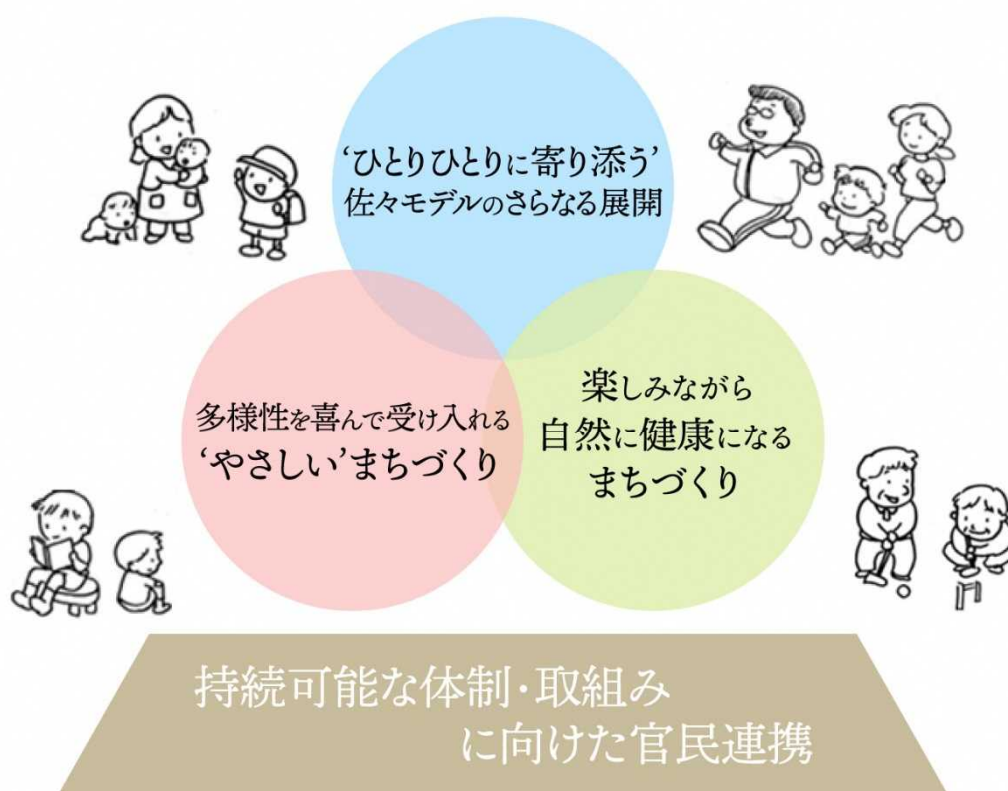 ‘ひとりひとりに寄り添う’
佐々モデルのさらなる展開
多様性を喜んで受け入れる
‘やさしい’まちづくり
楽しみながら
自然に健康になる
まちづくり
持続可能な体制・取組み
に向けた官民連携